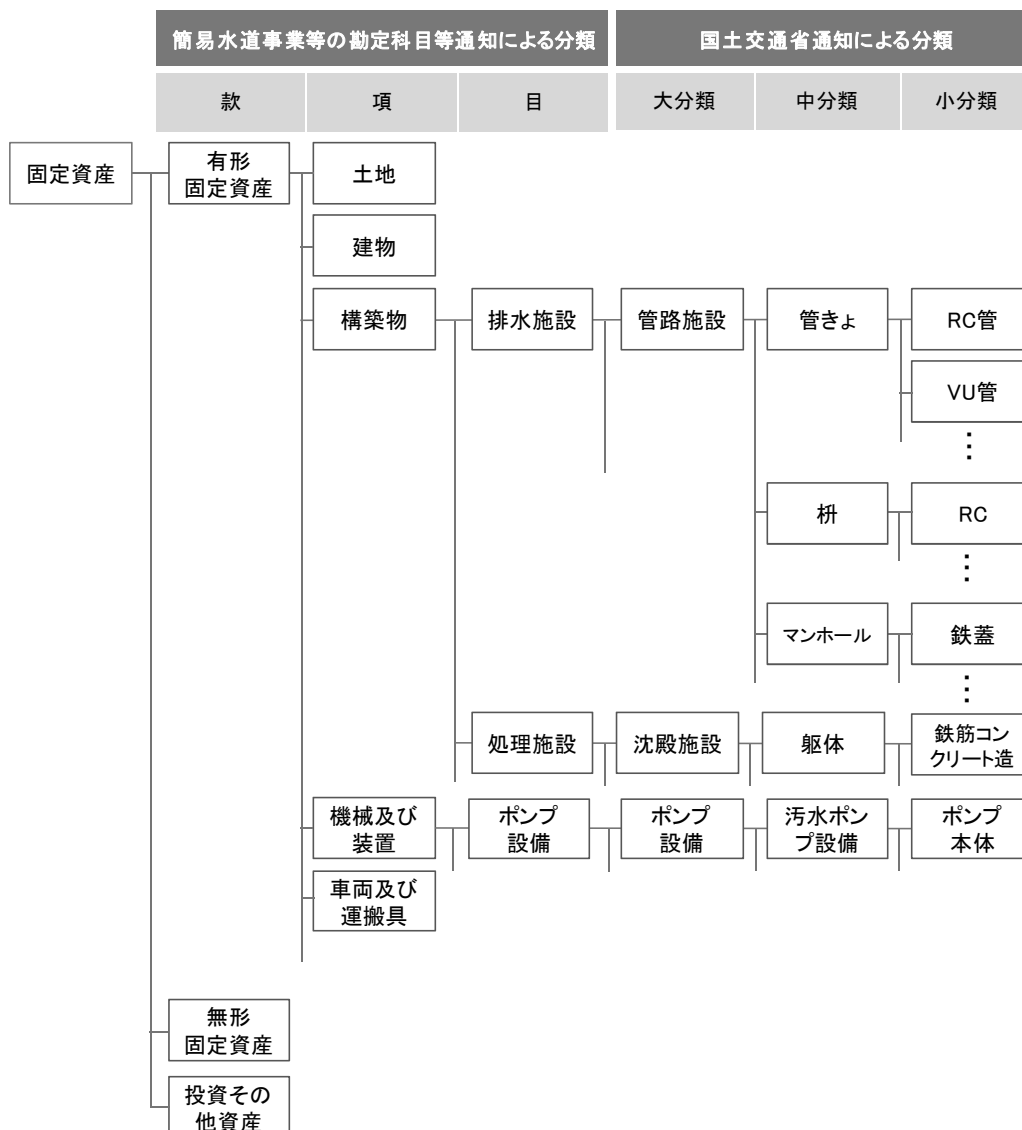 簡易水道事業等の勘定科目等通知による分類
国土交通省通知による分類
款
項
目
大分類
中分類
小分類
固定資産
有形
固定資産
土地
建物
構築物
排水施設
管路施設
管きょ
RC管
VU管
⋮
枡
RC
⋮
マンホール
鉄蓋
⋮
処理施設
沈殿施設
躯体
鉄筋コン
クリート造
機械及び
装置
ポンプ
設備
ポンプ
設備
汚水ポン
プ設備
ポンプ
本体
車両及び
運搬具
無形
固定資産
投資その
他資産